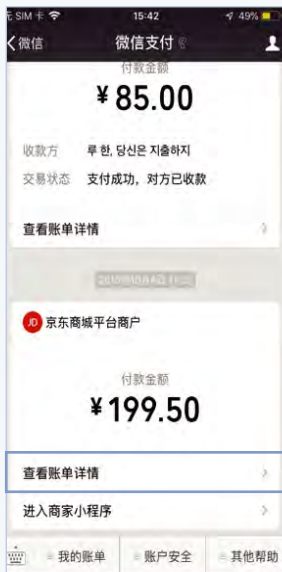 无SIM卡 15:42 49%
微信 微信支付
付款金额
¥85.00
收款方 루 한, 당신은 지출하지
交易状态 支付成功，对方已收款
查看账单详情
JD 京东商城平台商户
付款金额
¥199.50
查看账单详情
进入商家小程序
我的账单 账户安全 其他帮助